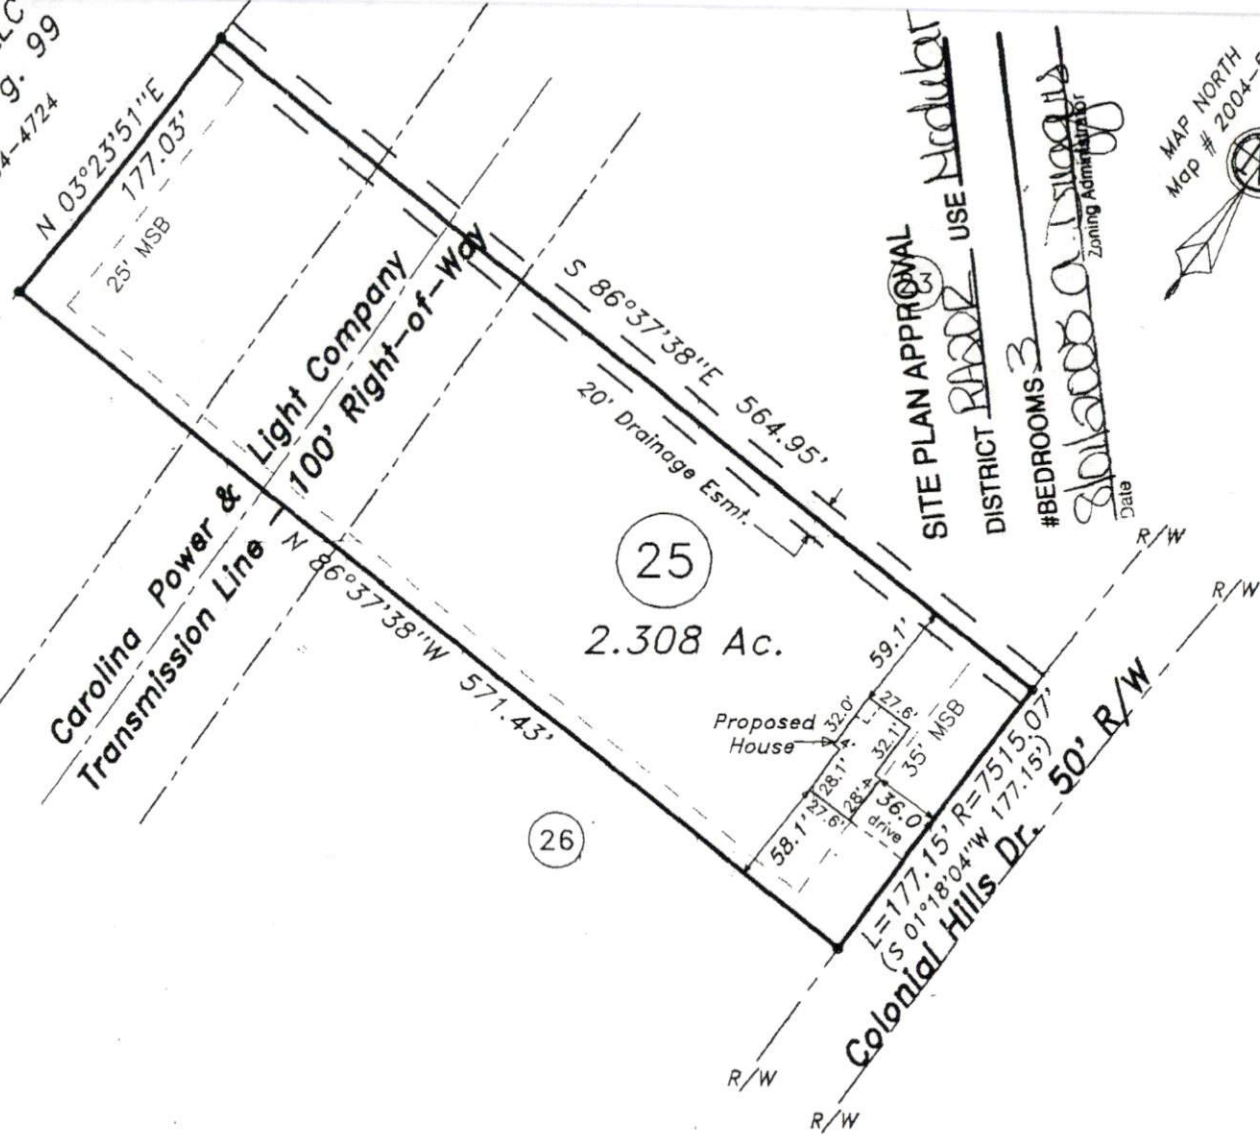 g. 99
4-4724
N 03°23'51"E
177.03'
25' MSB
Carolina Power & Light Company
Transmission Line 100' Right-of-Way
S 86°37'38"E 564.95'
20' Drainage Esmt.
25
2.308 Ac.
N 86°37'38"W 571.43'
26
Proposed
House
59.1'
27.6'
32.0'
4'
32.1'
35' MSB
28.1'
27.6'
28'
4'
36.0'
drive
58.1'
L=177.15' R=7515.07'
(S 01°18'04"W 177.15')
Colonial Hills Dr. 50' R/W
R/W
R/W
R/W
R/W
SITE PLAN APPROVAL
DISTRICT RA20R USE Modular
#BEDROOMS 3
Date
Zoning Administrator
MAP NORTH
Map # 2004-